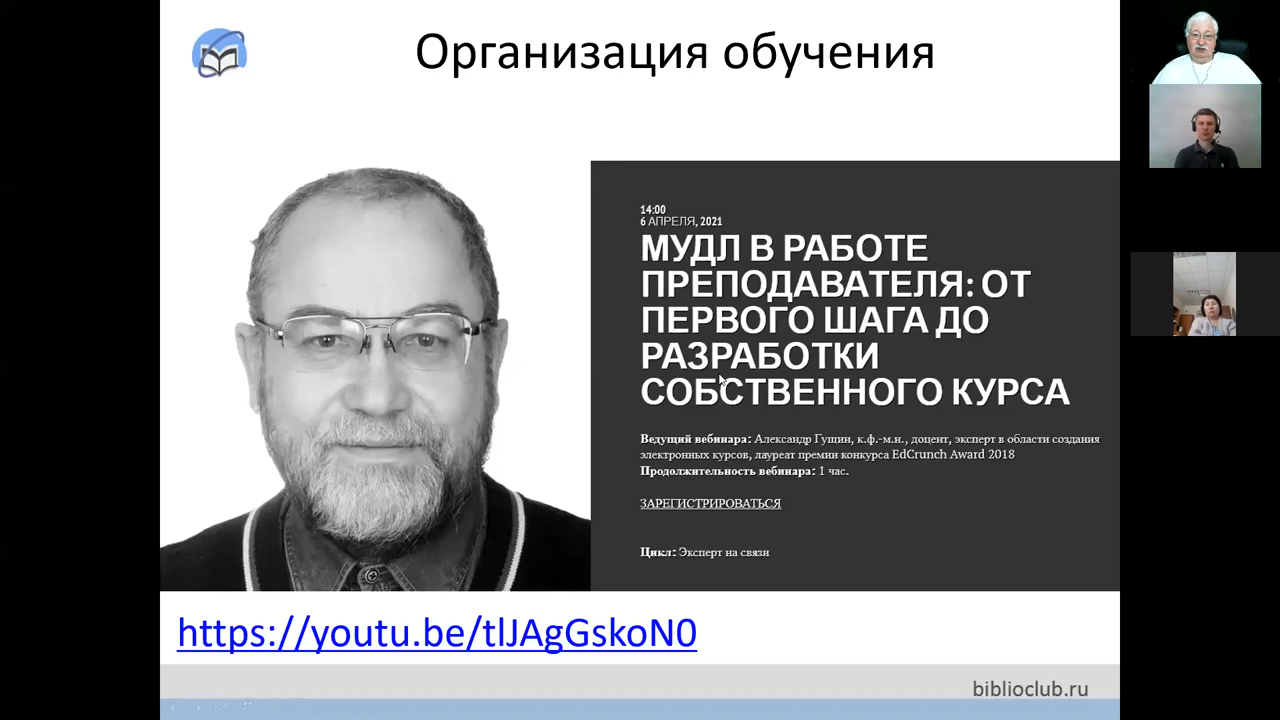 Организация обучения
14:00
6 АПРЕЛЯ, 2021
МУДЛ В РАБОТЕ
ПРЕПОДАВАТЕЛЯ: ОТ
ПЕРВОГО ШАГА ДО
РАЗРАБОТКИ
СОБСТВЕННОГО КУРСА
Ведущий вебинара: Александр Гущин, к.ф.-м.н., доцент, эксперт в области создания
электронных курсов, лауреат премии конкурса EdCrunch Award 2018
Продолжительность вебинара: 1 час.
ЗАРЕГИСТРИРОВАТЬСЯ
Цикл: Эксперт на связи
https://youtu.be/tlJAgGskoN0
biblioclub.ru